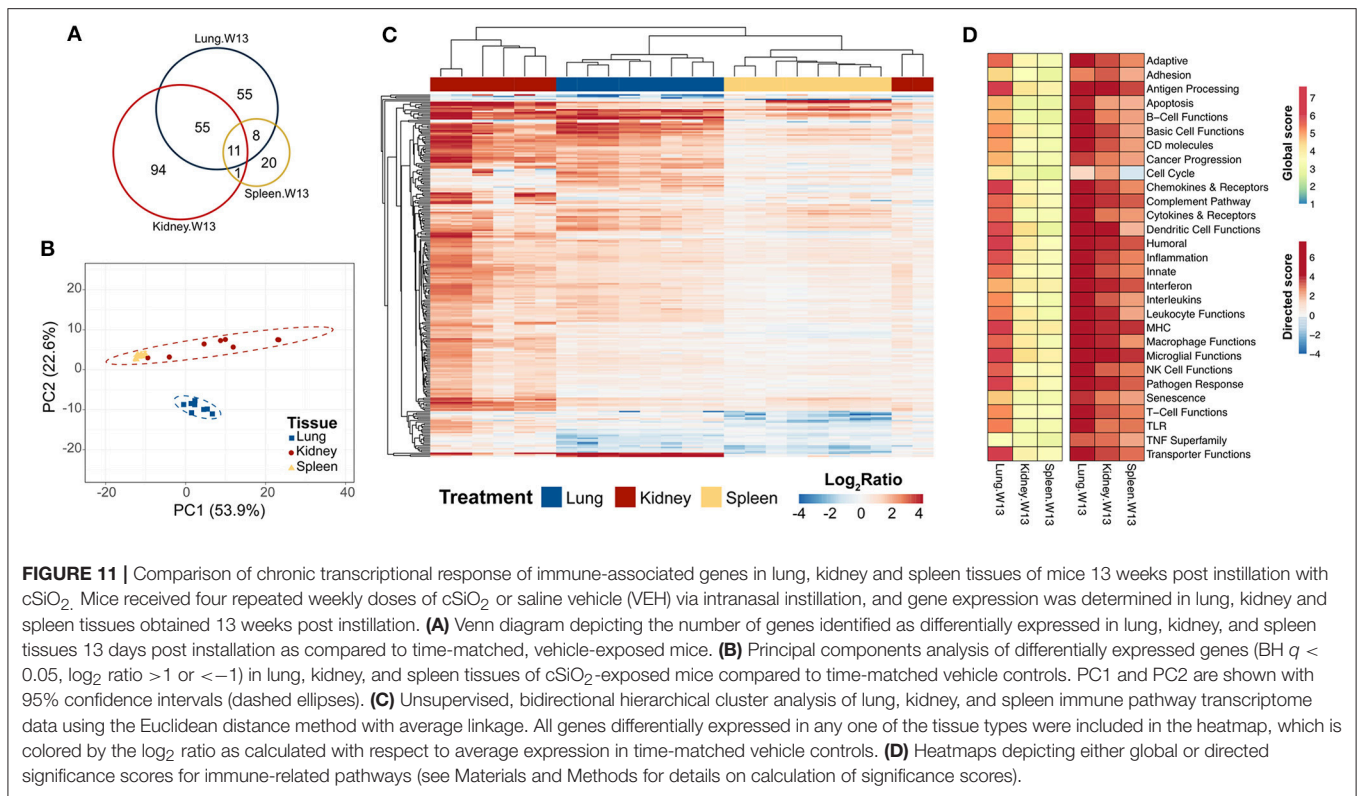 A
Lung.W13
55
55
8
11
94
1
20
Spleen.W13
Kidney.W13
B
20
10
0
-10
-20
PC2 (22.6%)
Tissue
Lung
Kidney
Spleen
-20
0
20
40
PC1 (53.9%)
C
Treatment
Lung
Kidney
Spleen
Log2Ratio
-4
-2
0
2
4
D
Adaptive
Adhesion
Antigen Processing
Apoptosis
B-Cell Functions
Basic Cell Functions
CD molecules
Cancer Progression
Cell Cycle
Chemokines & Receptors
Complement Pathway
Cytokines & Receptors
Dendritic Cell Functions
Humoral
Inflammation
Innate
Interferon
Interleukins
Leukocyte Functions
MHC
Macrophage Functions
Microglial Functions
NK Cell Functions
Pathogen Response
Senescence
T-Cell Functions
TLR
TNF Superfamily
Transporter Functions
Lung.W13
Kidney.W13
Spleen.W13
Lung.W13
Kidney.W13
Spleen.W13
Global score
7
6
5
4
3
2
1
Directed score
6
4
2
0
-2
-4
FIGURE 11 | Comparison of chronic transcriptional response of immune-associated genes in lung, kidney and spleen tissues of mice 13 weeks post instillation with
cSiO2. Mice received four repeated weekly doses of cSiO2 or saline vehicle (VEH) via intranasal instillation, and gene expression was determined in lung, kidney and
spleen tissues obtained 13 weeks post instillation. (A) Venn diagram depicting the number of genes identified as differentially expressed in lung, kidney, and spleen
tissues 13 days post installation as compared to time-matched, vehicle-exposed mice. (B) Principal components analysis of differentially expressed genes (BH q <
0.05, log2 ratio >1 or <−1) in lung, kidney, and spleen tissues of cSiO2-exposed mice compared to time-matched vehicle controls. PC1 and PC2 are shown with
95% confidence intervals (dashed ellipses). (C) Unsupervised, bidirectional hierarchical cluster analysis of lung, kidney, and spleen immune pathway transcriptome
data using the Euclidean distance method with average linkage. All genes differentially expressed in any one of the tissue types were included in the heatmap, which is
colored by the log2 ratio as calculated with respect to average expression in time-matched vehicle controls. (D) Heatmaps depicting either global or directed
significance scores for immune-related pathways (see Materials and Methods for details on calculation of significance scores).